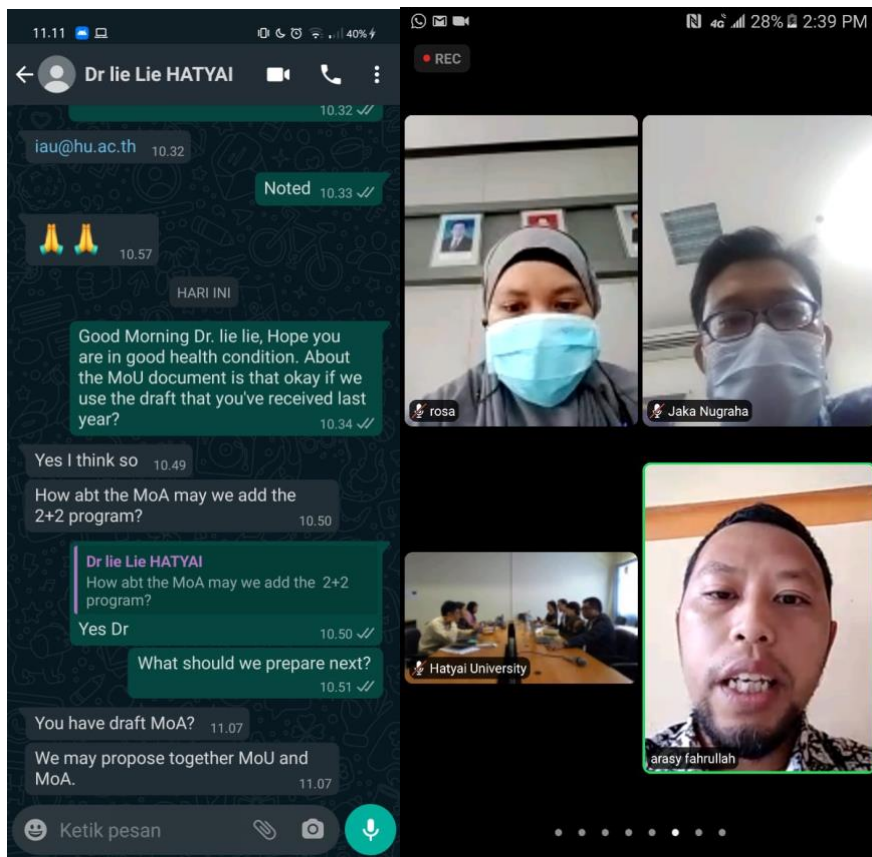 11.11
40%
Dr lie Lie HATYAI
10.32
iau@hu.ac.th 10.32
Noted 10.33
10.57
HARI INI
Good Morning Dr. lie lie, Hope you
are in good health condition. About
the MoU document is that okay if we
use the draft that you've received last
year?
10.34
Yes I think so 10.49
How abt the MoA may we add the
2+2 program?
10.50
Dr lie Lie HATYAI
How abt the MoA may we add the 2+2
program?
Yes Dr
10.50
What should we prepare next?
10.51
You have draft MoA? 11.07
We may propose together MoU and
MoA.
11.07
Ketik pesan
4G 28% 2:39 PM
REC
rosa
Jaka Nugraha
Hatyai University
arasy fahrullah